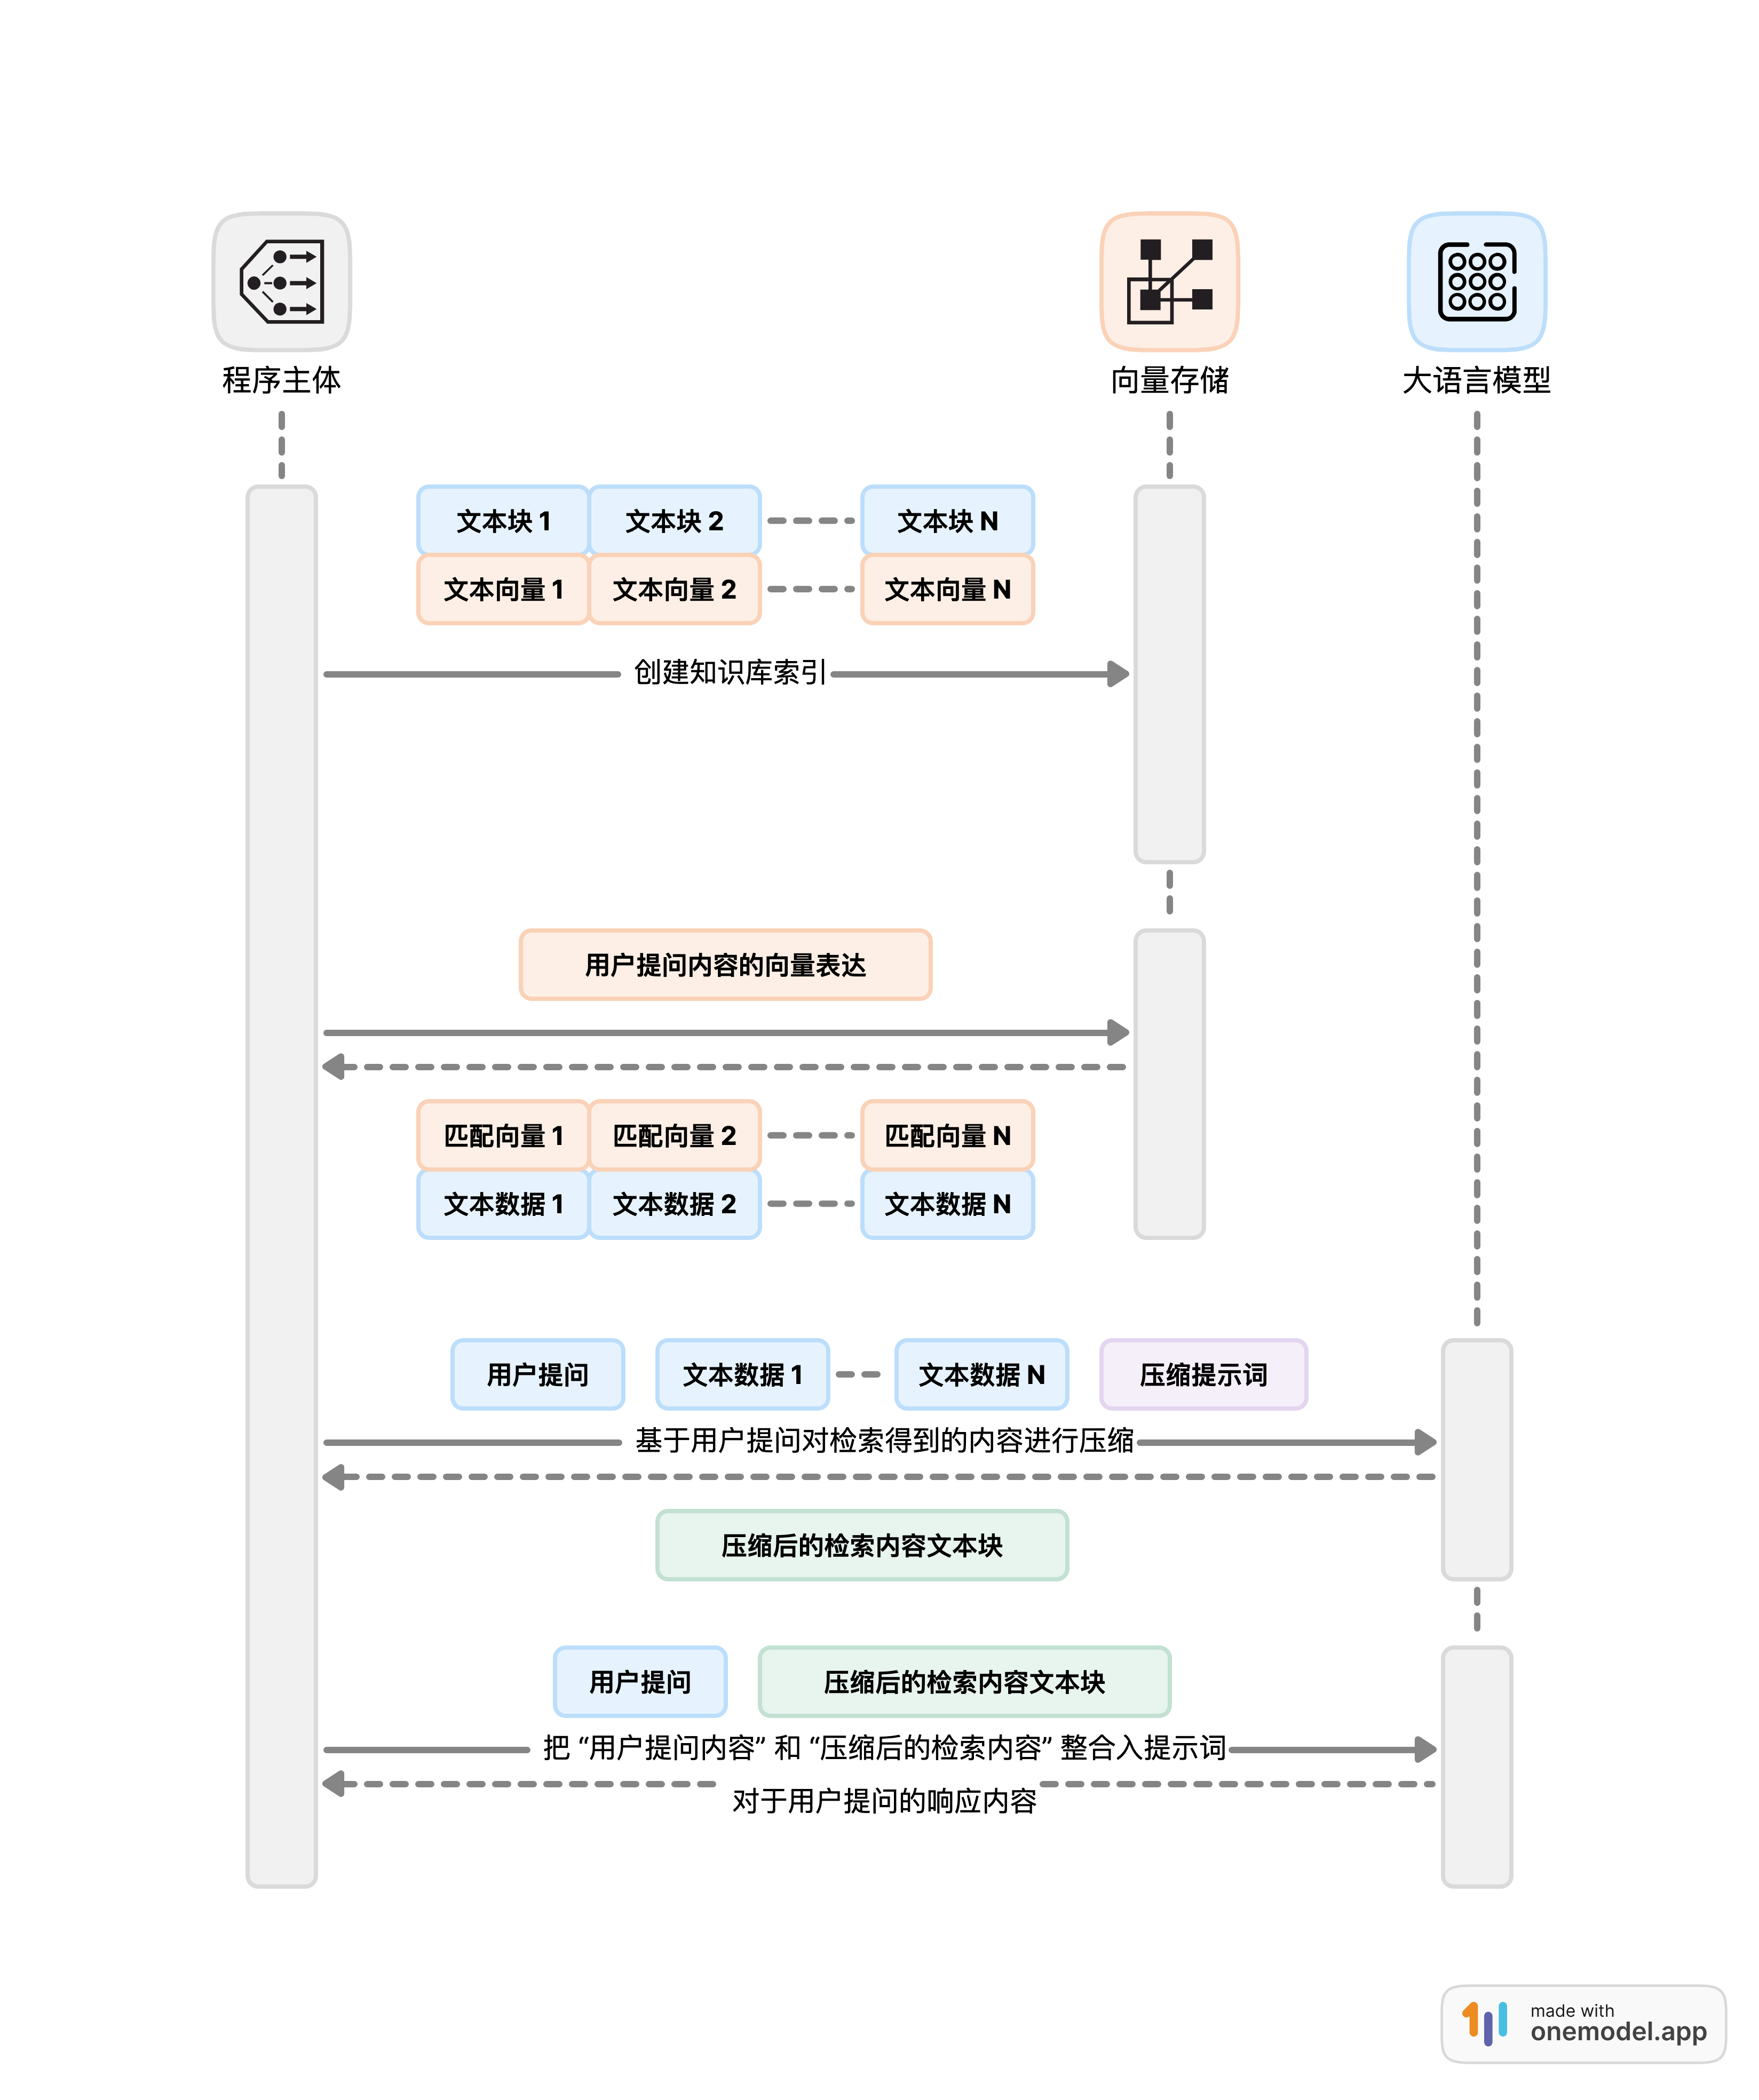 程序主体
向量存储
大语言模型
文本块 1
文本块 2
文本块 N
文本向量 1
文本向量 2
文本向量 N
创建知识库索引
用户提问内容的向量表达
匹配向量 1
匹配向量 2
匹配向量 N
文本数据 1
文本数据 2
文本数据 N
用户提问
文本数据 1
文本数据 N
压缩提示词
基于用户提问对检索得到的内容进行压缩
压缩后的检索内容文本块
用户提问
压缩后的检索内容文本块
把 “用户提问内容” 和 “压缩后的检索内容” 整合入提示词
对于用户提问的响应内容
made with
onemodel.app